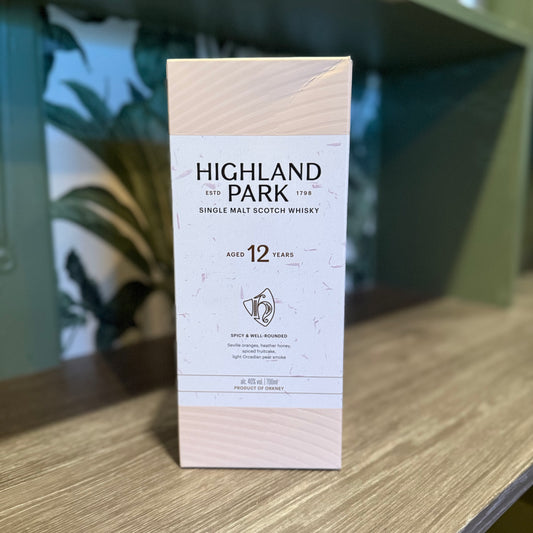 HIGHLAND
PARK
ESTD 1798
SINGLE MALT SCOTCH WHISKY
AGED 12 YEARS
SPICY & WELL-ROUNDED
Seville oranges, heather honey,
spiced fruitcake,
light Orcadian peat smoke
alc. 40% vol. | 700ml
PRODUCT OF ORKNEY